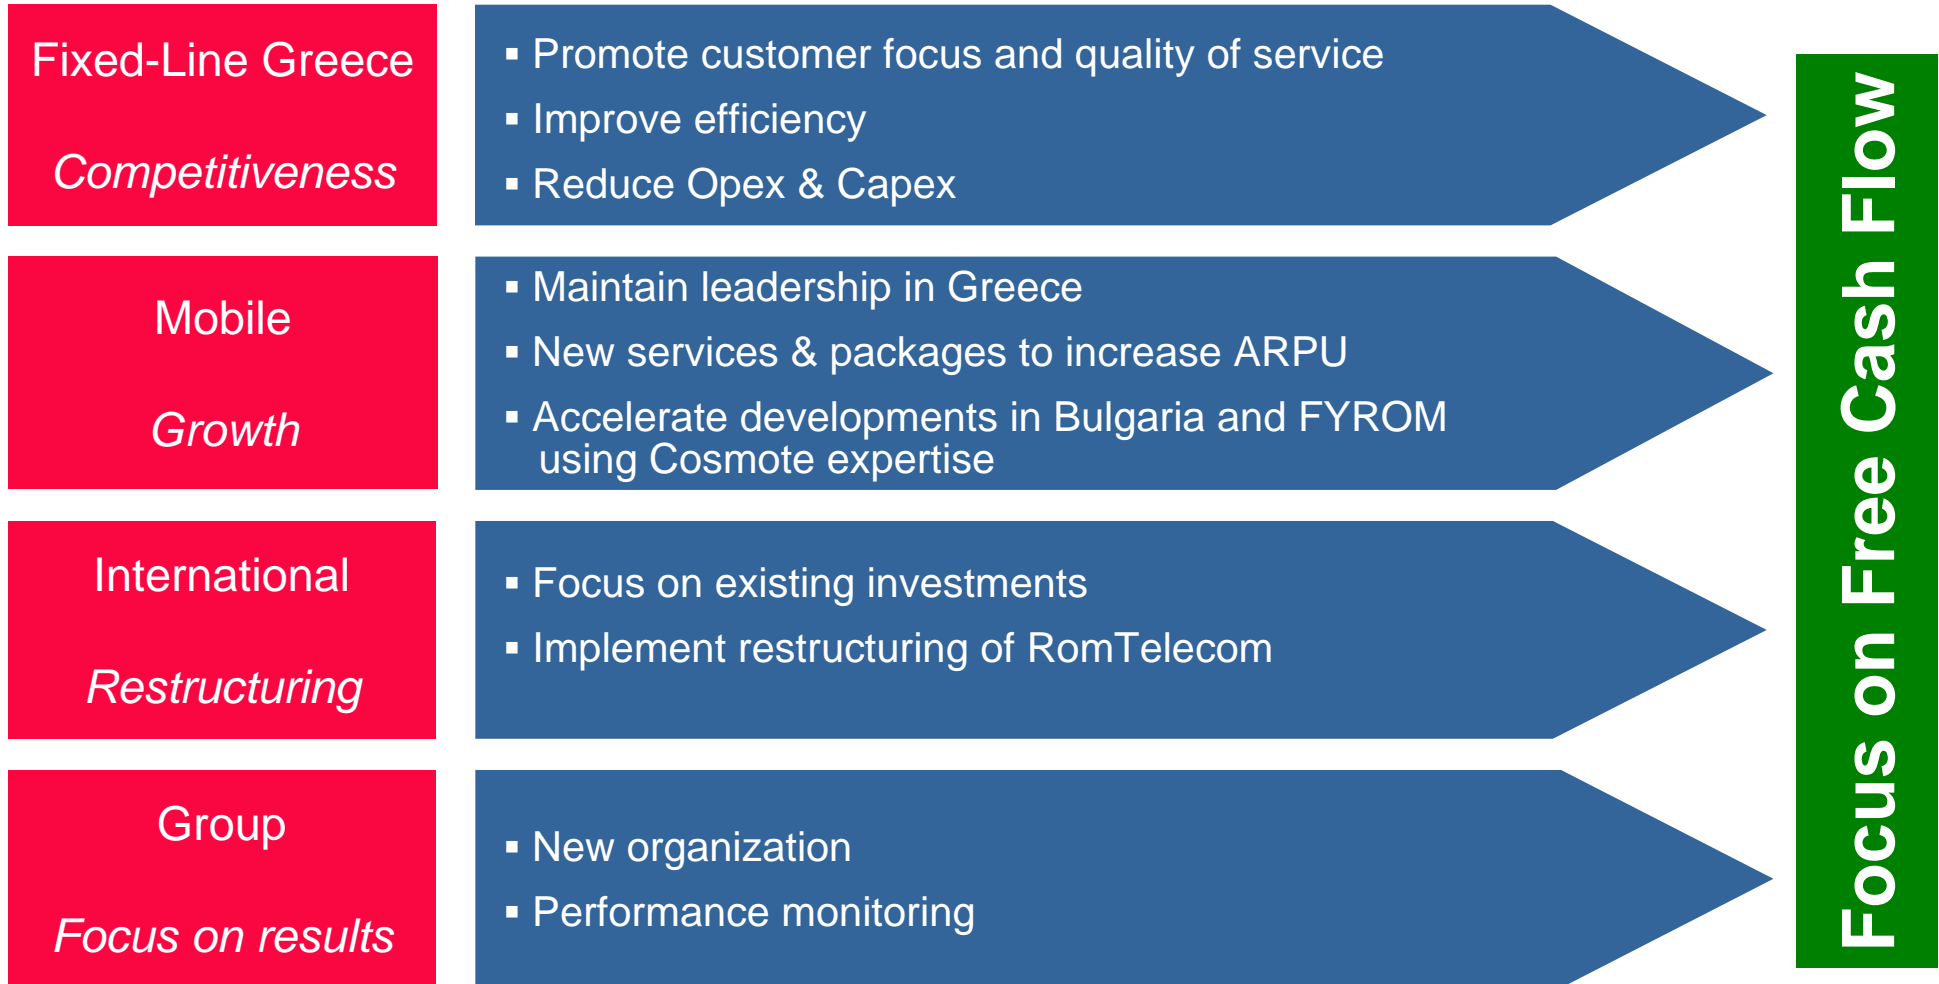 Fixed-Line Greece
Competitiveness
▪ Promote customer focus and quality of service
▪ Improve efficiency
▪ Reduce Opex & Capex
Mobile
Growth
▪ Maintain leadership in Greece
▪ New services & packages to increase ARPU
▪ Accelerate developments in Bulgaria and FYROM
using Cosmote expertise
International
Restructuring
▪ Focus on existing investments
▪ Implement restructuring of RomTelecom
Group
Focus on results
▪ New organization
▪ Performance monitoring
Focus on Free Cash Flow